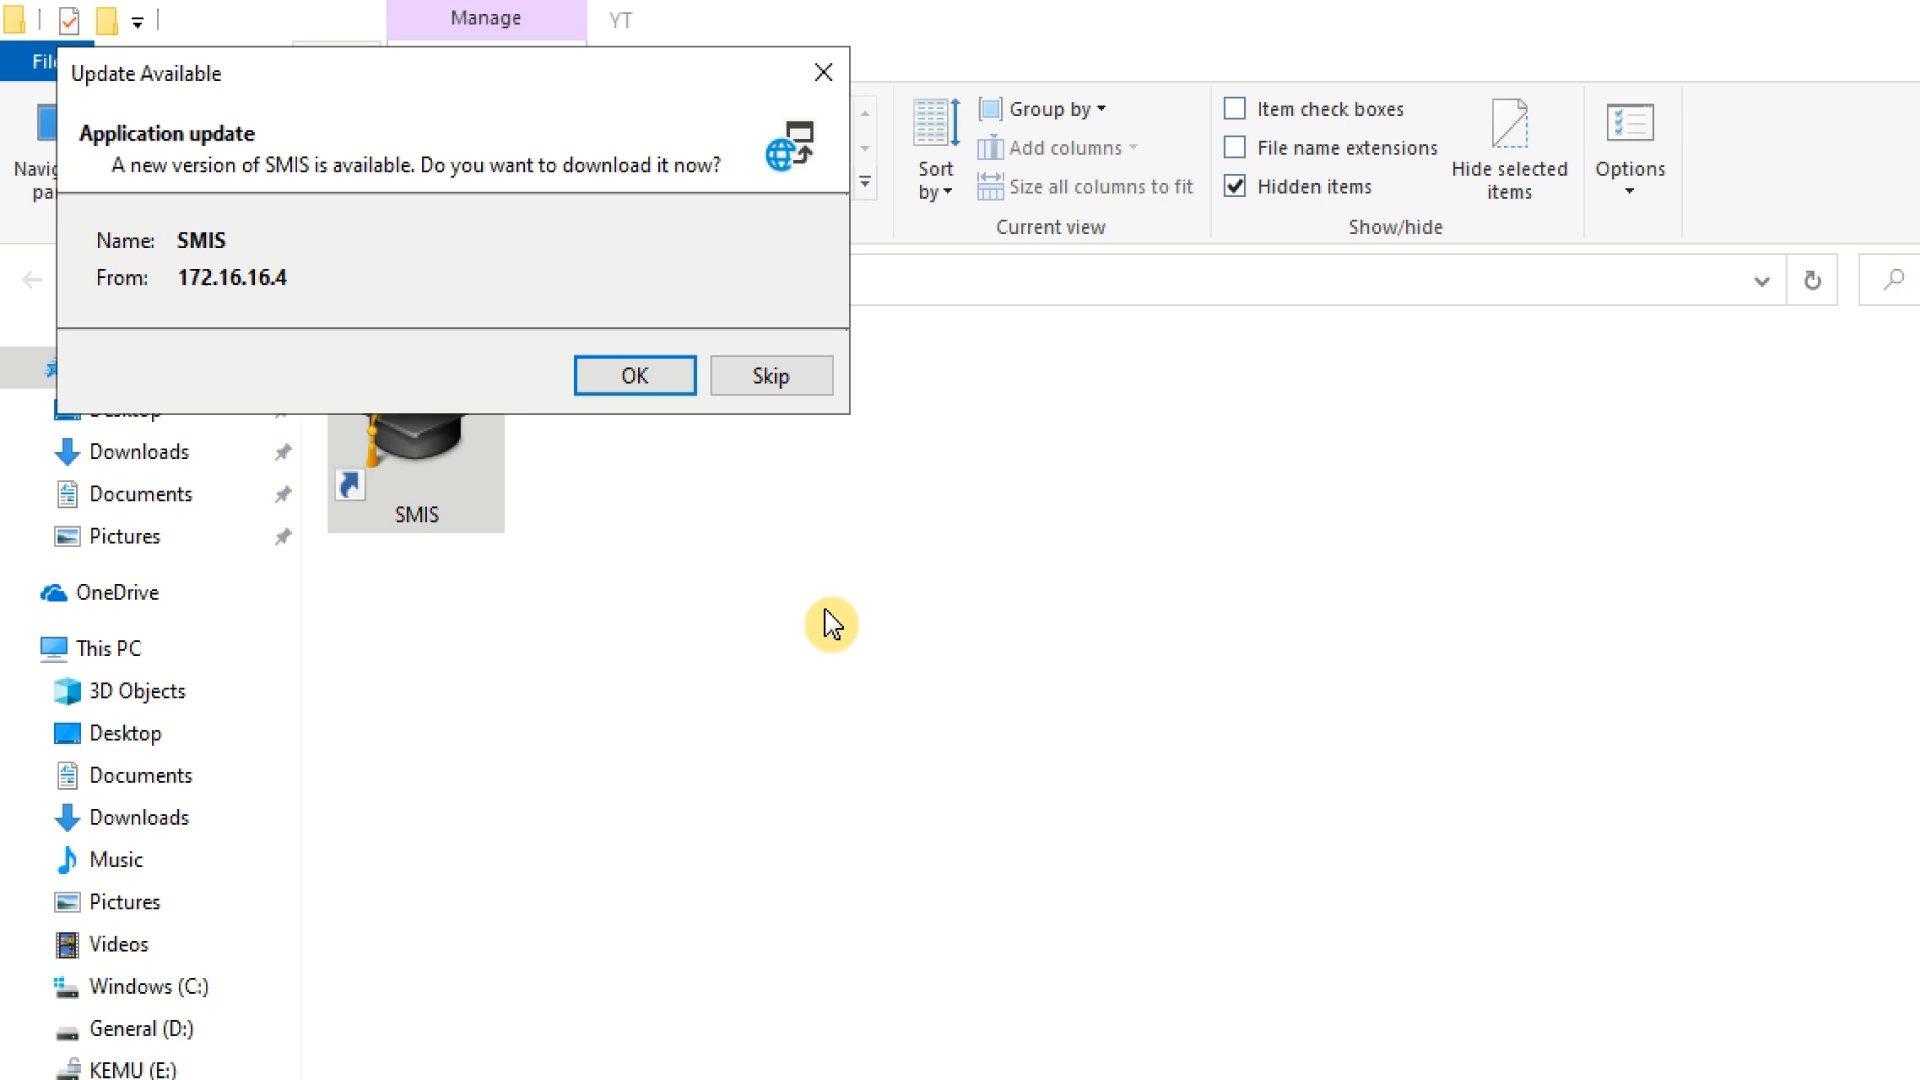 Manage
YT
File
Update Available
Application update
A new version of SMIS is available. Do you want to download it now?
Name: SMIS
From: 172.16.16.4
OK
Skip
Sort by
Group by
Add columns
Size all columns to fit
Current view
Item check boxes
File name extensions
Hidden items
Hide selected items
Show/hide
Options
Desktop
Downloads
Documents
Pictures
OneDrive
This PC
3D Objects
Desktop
Documents
Downloads
Music
Pictures
Videos
Windows (C:)
General (D:)
KEMU (E:)
SMIS